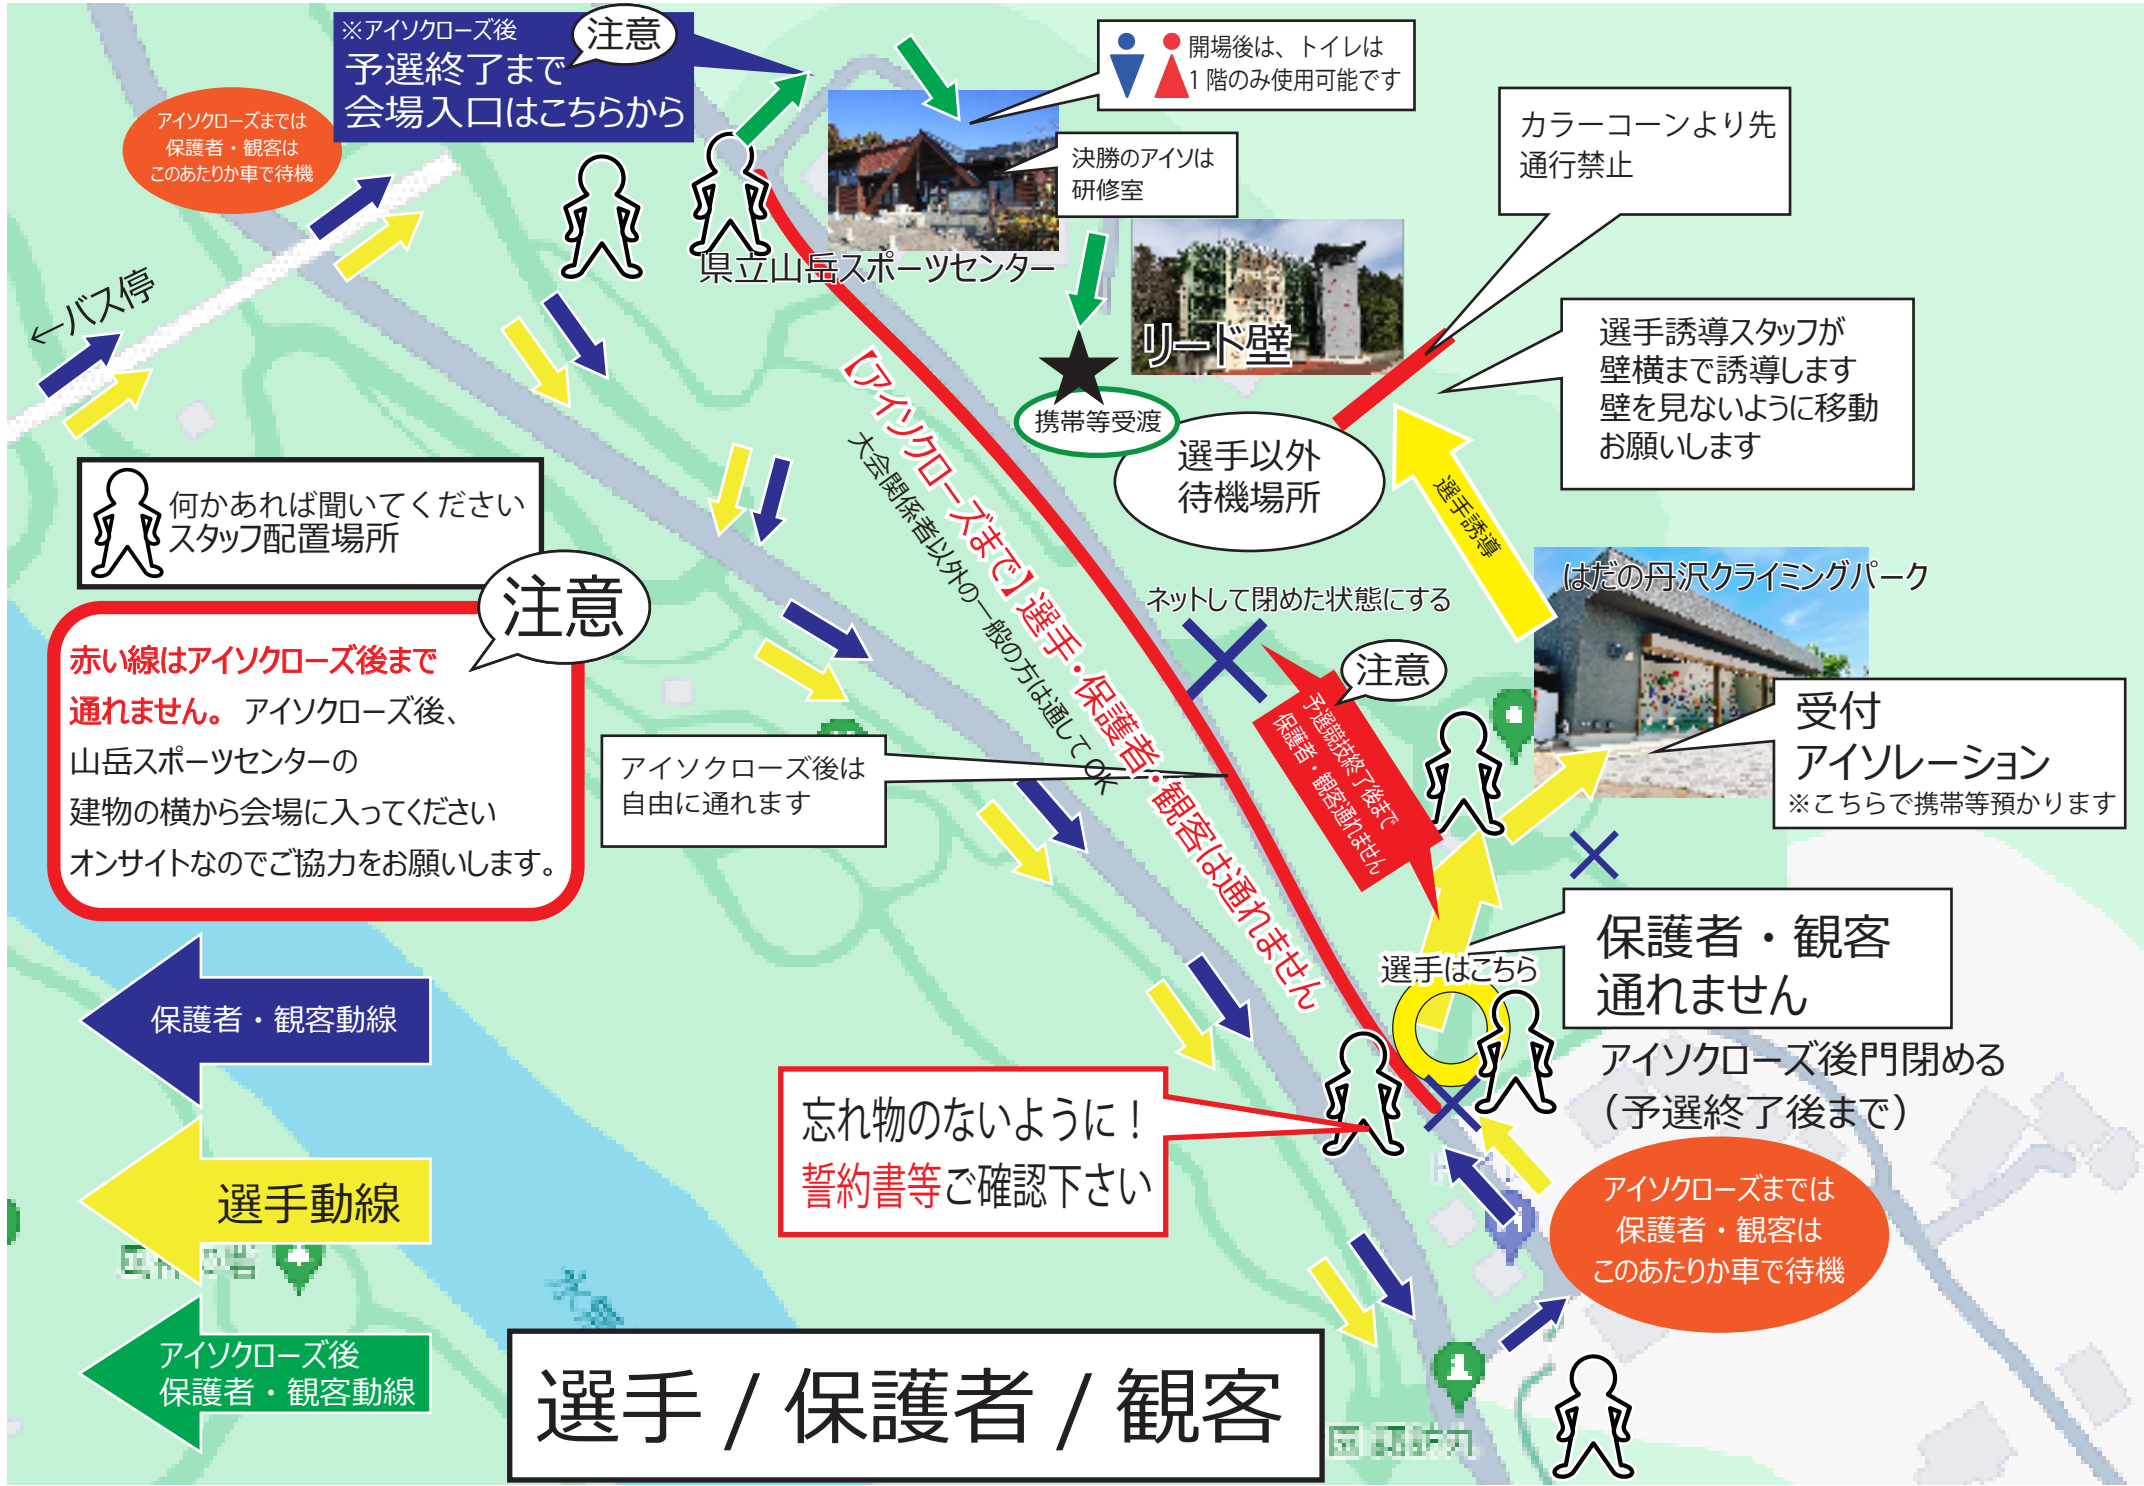 ※アイソクローズ後
予選終了まで
会場入口はこちらから
注意
開場後は、トイレは
1階のみ使用可能です
アイソクローズまでは
保護者・観客は
このあたりか車で待機
決勝のアイソは
研修室
カラーコーンより先
通行禁止
県立山岳スポーツセンター
←バス停
リード壁
選手誘導スタッフが
壁横まで誘導します
壁を見ないように移動
お願いします
携帯等受渡
選手以外
待機場所
選手誘導
何かあれば聞いてください
スタッフ配置場所
【アイソクローズまで】選手・保護者・観客は通れません
大会関係者以外の一般の方は通してOK
はだの丹沢クライミングパーク
ネットして閉めた状態にする
注意
赤い線はアイソクローズ後まで
通れません。 アイソクローズ後、
山岳スポーツセンターの
建物の横から会場に入ってください
オンサイトなのでご協力をお願いします。
注意
予選競技終了後まで
保護者・観客通れません
受付
アイソレーション
※こちらで携帯等預かります
アイソクローズ後は
自由に通れます
保護者・観客
通れません
選手はこちら
アイソクローズ後門閉める
（予選終了後まで）
保護者・観客動線
忘れ物のないように！
誓約書等ご確認下さい
選手動線
アイソクローズまでは
保護者・観客は
このあたりか車で待機
アイソクローズ後
保護者・観客動線
選手 / 保護者 / 観客